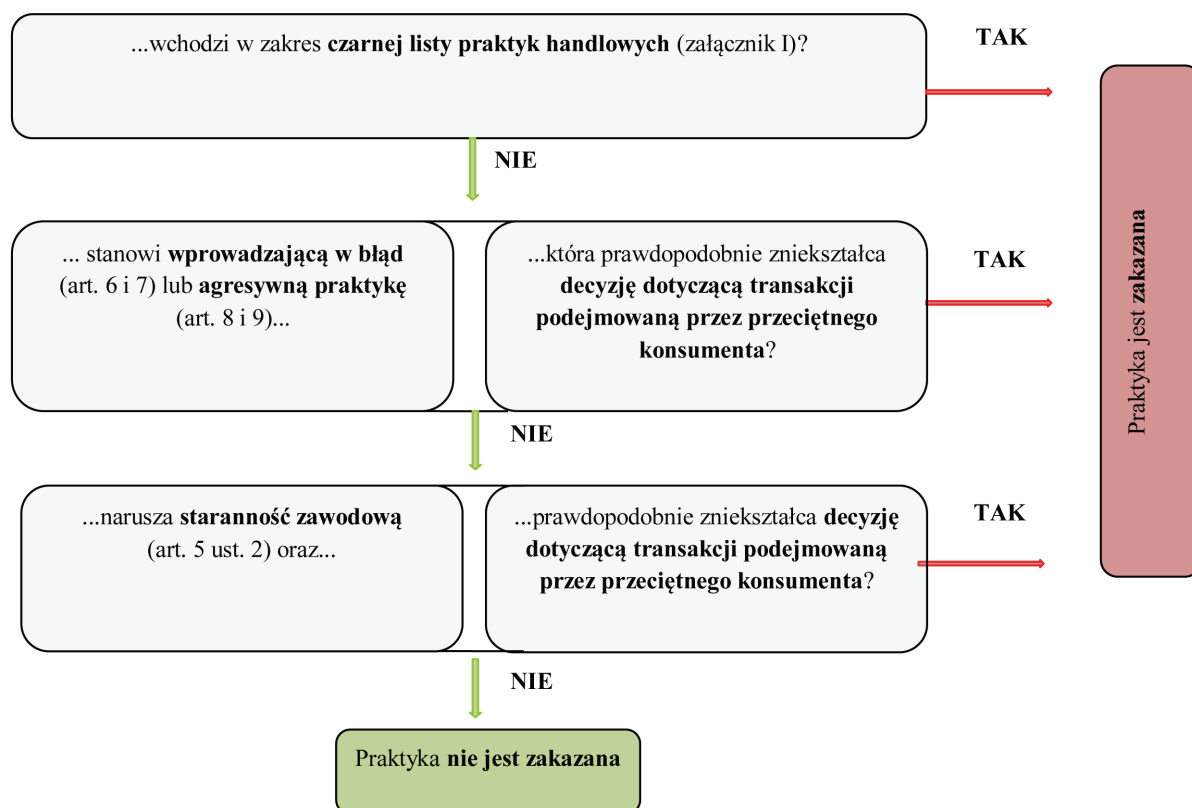 ...wchodzi w zakres czarnej listy praktyk handlowych (załącznik I)?
TAK
NIE
... stanowi wprowadzającą w błąd
(art. 6 i 7) lub agresywną praktykę
(art. 8 i 9)...
...która prawdopodobnie zniekształca
decyzję dotyczącą transakcji
podejmowaną przez przeciętnego
konsumenta?
TAK
NIE
...narusza staranność zawodową
(art. 5 ust. 2) oraz...
...prawdopodobnie zniekształca decyzję
dotyczącą transakcji podejmowaną
przez przeciętnego konsumenta?
TAK
NIE
Praktyka jest zakazana
Praktyka nie jest zakazana